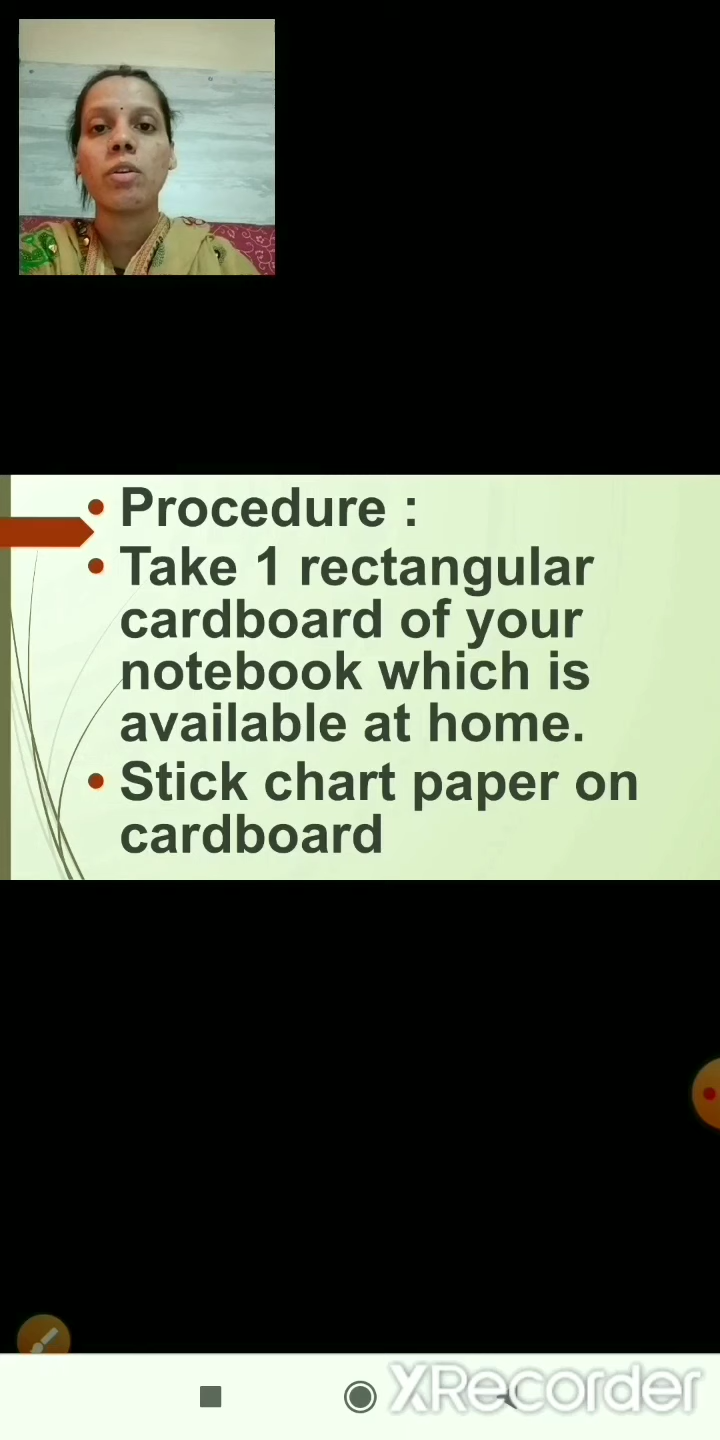 • Procedure :
• Take 1 rectangular
cardboard of your
notebook which is
available at home.
• Stick chart paper on
cardboard
XRecorder